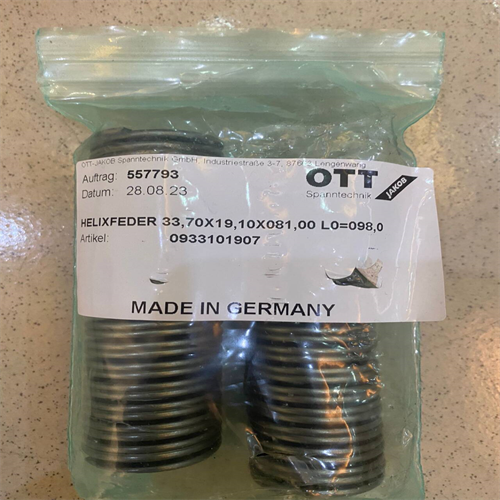 OTT-JAKOB Spanntechnik GmbH, Industriestraße 3-7, Lengenwang
Auftrag: 557793
Datum: 28.08.23
OTT
Spanntechnik
JAKOB
HELIXFEDER 33,70X19,10X081,00 L0=098,0
Artikel: 0933101907
MADE IN GERMANY